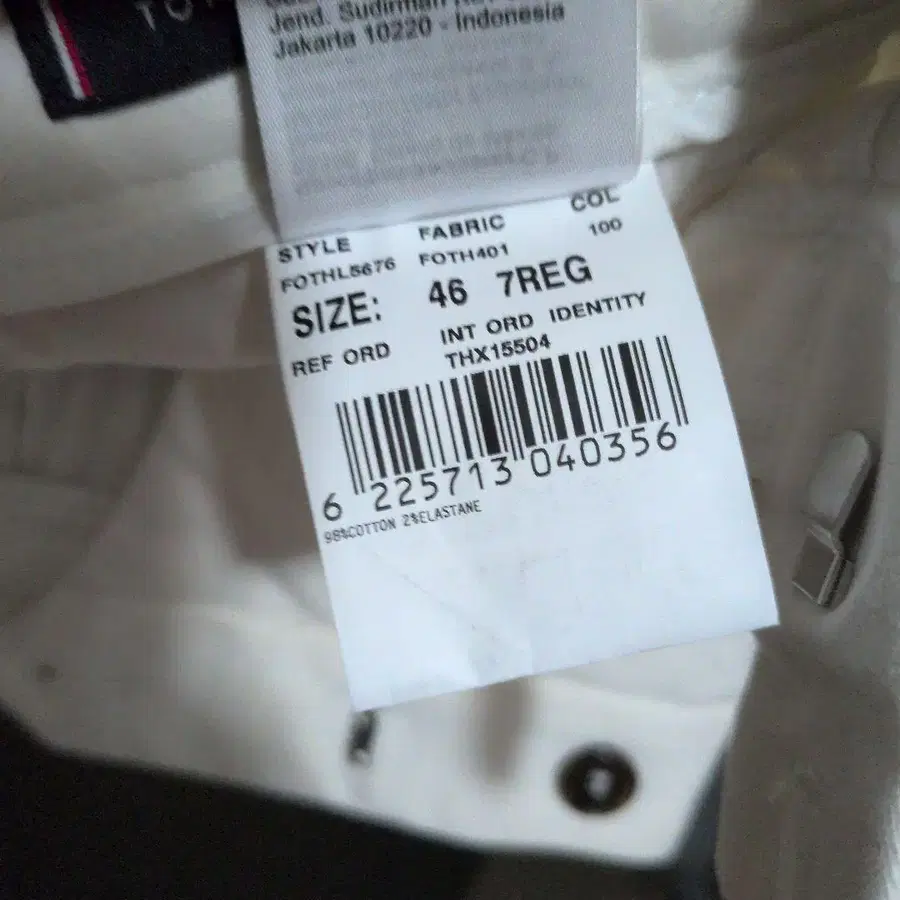 TO
Jend. Sudirman
Jakarta 10220 - Indonesia
STYLE FABRIC COL
FOTHL5676 FOTH401 100
SIZE: 46 7REG
REF ORD INT ORD IDENTITY
THX15504
6 225713 040356
98%COTTON 2%ELASTANE